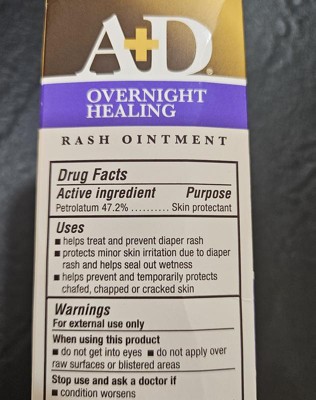 A+D®
OVERNIGHT
HEALING
RASH OINTMENT
Drug Facts
Active ingredient Purpose
Petrolatum 47.2% .......... Skin protectant
Uses
■ helps treat and prevent diaper rash
■ protects minor skin irritation due to diaper
rash and helps seal out wetness
■ helps prevent and temporarily protects
chafed, chapped or cracked skin
Warnings
For external use only
When using this product
■ do not get into eyes ■ do not apply over
raw surfaces or blistered areas
Stop use and ask a doctor if
■ condition worsens